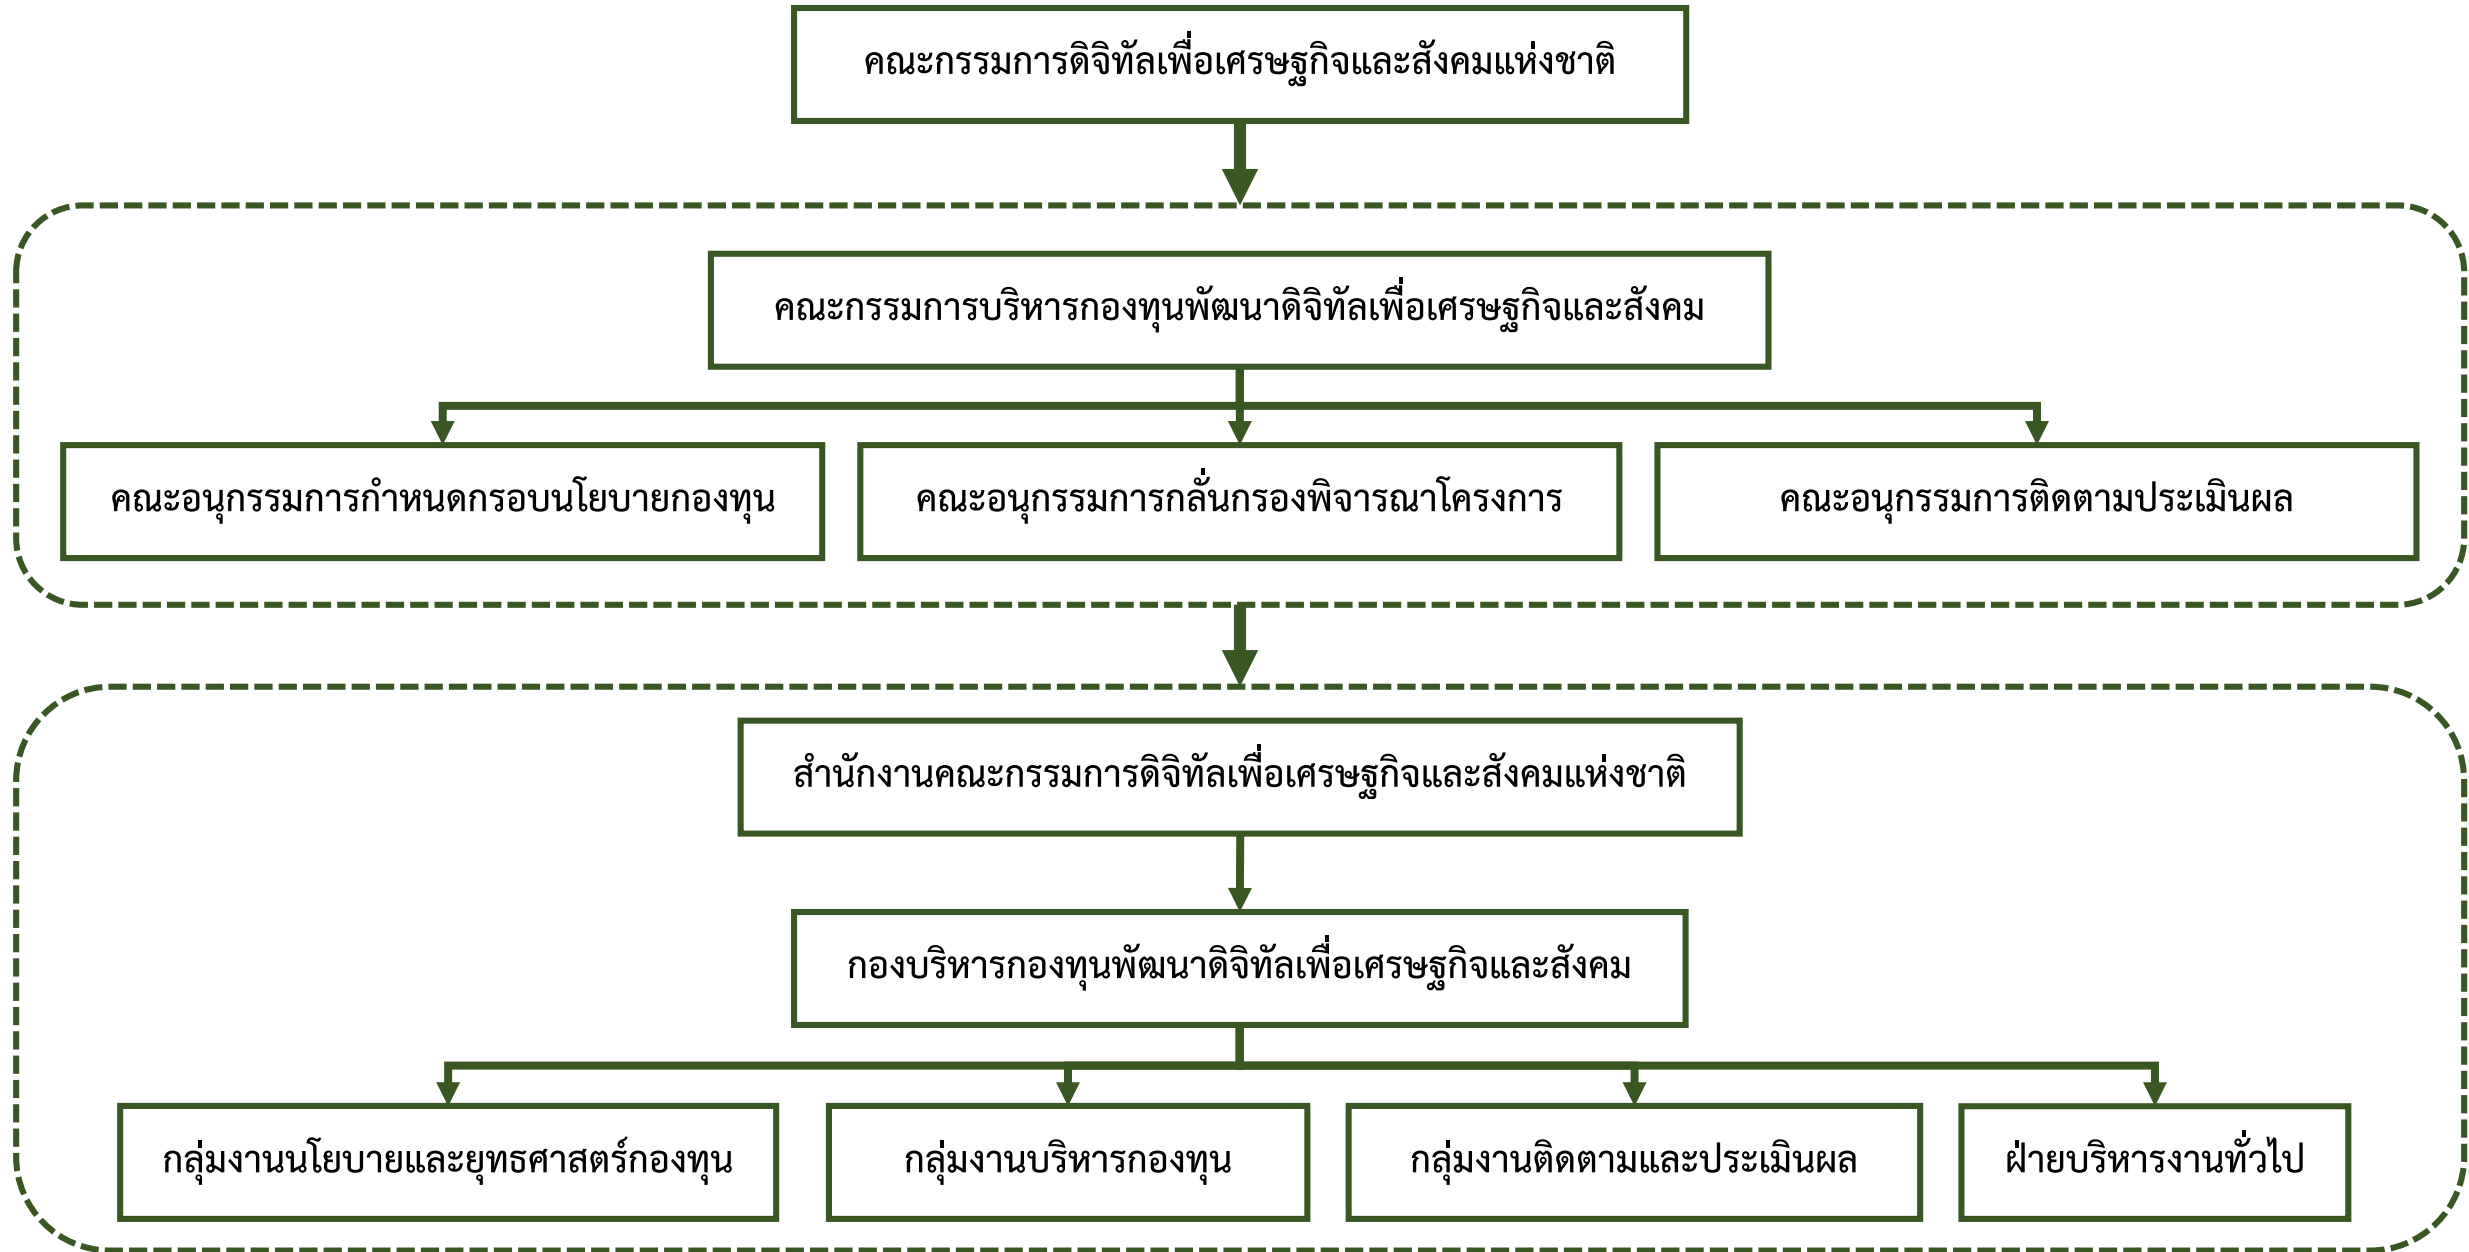 คณะกรรมการดิจิทัลเพื่อเศรษฐกิจและสังคมแห่งชาติ
คณะกรรมการบริหารกองทุนพัฒนาดิจิทัลเพื่อเศรษฐกิจและสังคม
คณะอนุกรรมการกำหนดกรอบนโยบายกองทุน
คณะอนุกรรมการกลั่นกรองพิจารณาโครงการ
คณะอนุกรรมการติดตามประเมินผล
สำนักงานคณะกรรมการดิจิทัลเพื่อเศรษฐกิจและสังคมแห่งชาติ
กองบริหารกองทุนพัฒนาดิจิทัลเพื่อเศรษฐกิจและสังคม
กลุ่มงานนโยบายและยุทธศาสตร์กองทุน
กลุ่มงานบริหารกองทุน
กลุ่มงานติดตามและประเมินผล
ฝ่ายบริหารงานทั่วไป